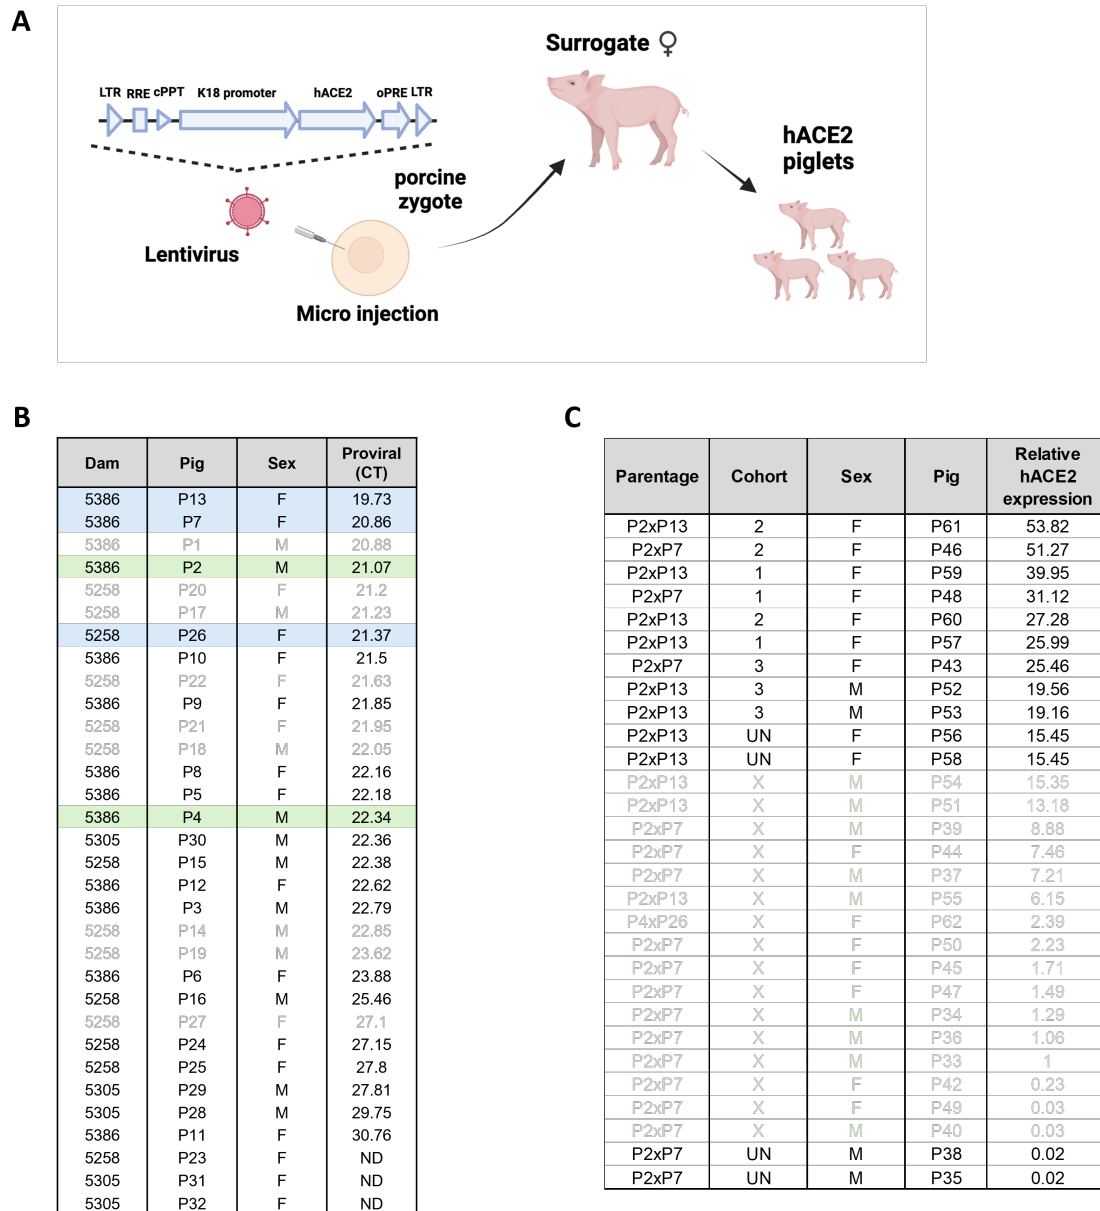 A
Surrogate ♀
LTR RRE cPPT K18 promoter hACE2 oPRE LTR
hACE2
piglets
porcine
zygote
Lentivirus
Micro injection
B
Dam Pig Sex Proviral (CT)
5386 P13 F 19.73
5386 P7 F 20.86
5386 P1 M 20.88
5386 P2 M 21.07
5258 P20 F 21.2
5258 P17 M 21.23
5258 P26 F 21.37
5386 P10 F 21.5
5258 P22 F 21.63
5386 P9 F 21.85
5258 P21 F 21.95
5258 P18 M 22.05
5386 P8 F 22.16
5386 P5 F 22.18
5386 P4 M 22.34
5305 P30 M 22.36
5258 P15 M 22.38
5386 P12 F 22.62
5386 P3 M 22.79
5258 P14 M 22.85
5258 P19 M 23.62
5386 P6 F 23.88
5258 P16 M 25.46
5258 P27 F 27.1
5258 P24 F 27.15
5258 P25 F 27.8
5305 P29 M 27.81
5305 P28 M 29.75
5386 P11 F 30.76
5258 P23 F ND
5305 P31 F ND
5305 P32 F ND
C
Parentage Cohort Sex Pig Relative hACE2 expression
P2xP13 2 F P61 53.82
P2xP7 2 F P46 51.27
P2xP13 1 F P59 39.95
P2xP7 1 F P48 31.12
P2xP13 2 F P60 27.28
P2xP13 1 F P57 25.99
P2xP7 3 F P43 25.46
P2xP13 3 M P52 19.56
P2xP13 3 M P53 19.16
P2xP13 UN F P56 15.45
P2xP13 UN F P58 15.45
P2xP13 X M P54 15.35
P2xP13 X M P51 13.18
P2xP7 X M P39 8.88
P2xP7 X F P44 7.46
P2xP7 X M P37 7.21
P2xP13 X M P55 6.15
P4xP26 X F P62 2.39
P2xP7 X F P50 2.23
P2xP7 X F P45 1.71
P2xP7 X F P47 1.49
P2xP7 X M P34 1.29
P2xP7 X M P36 1.06
P2xP7 X M P33 1
P2xP7 X F P42 0.23
P2xP7 X F P49 0.03
P2xP7 X M P40 0.03
P2xP7 UN M P38 0.02
P2xP7 UN M P35 0.02